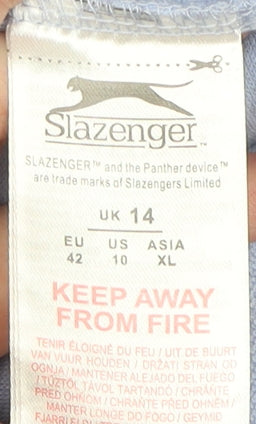 Slazenger
SLAZENGER™ and the Panther device™
are trade marks of Slazengers Limited
UK 14
EU US ASIA
42 10 XL
KEEP AWAY
FROM FIRE
TENIR ÉLOIGNÉ DU FEU / UIT DE BUURT
VAN VUUR HOUDEN / DRŽATI STRAN OD
OGNJA / MANTENER ALEJADO DEL FUEGO
/ TŰZTŐL TÁVOL TARTANDÓ / CHRÁŇTE
PRED OHŇOM / CHRAŇTE PŘED OHNĚM /
MANTER LONGE DO FOGO / GEYMIÐ